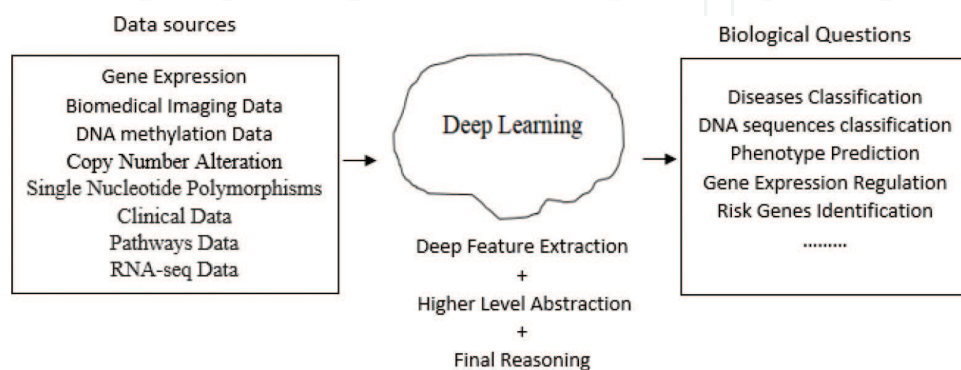 Data sources
Gene Expression
Biomedical Imaging Data
DNA methylation Data
Copy Number Alteration
Single Nucleotide Polymorphisms
Clinical Data
Pathways Data
RNA-seq Data
Deep Learning
Deep Feature Extraction
+
Higher Level Abstraction
+
Final Reasoning
Biological Questions
Diseases Classification
DNA sequences classification
Phenotype Prediction
Gene Expression Regulation
Risk Genes Identification
.........